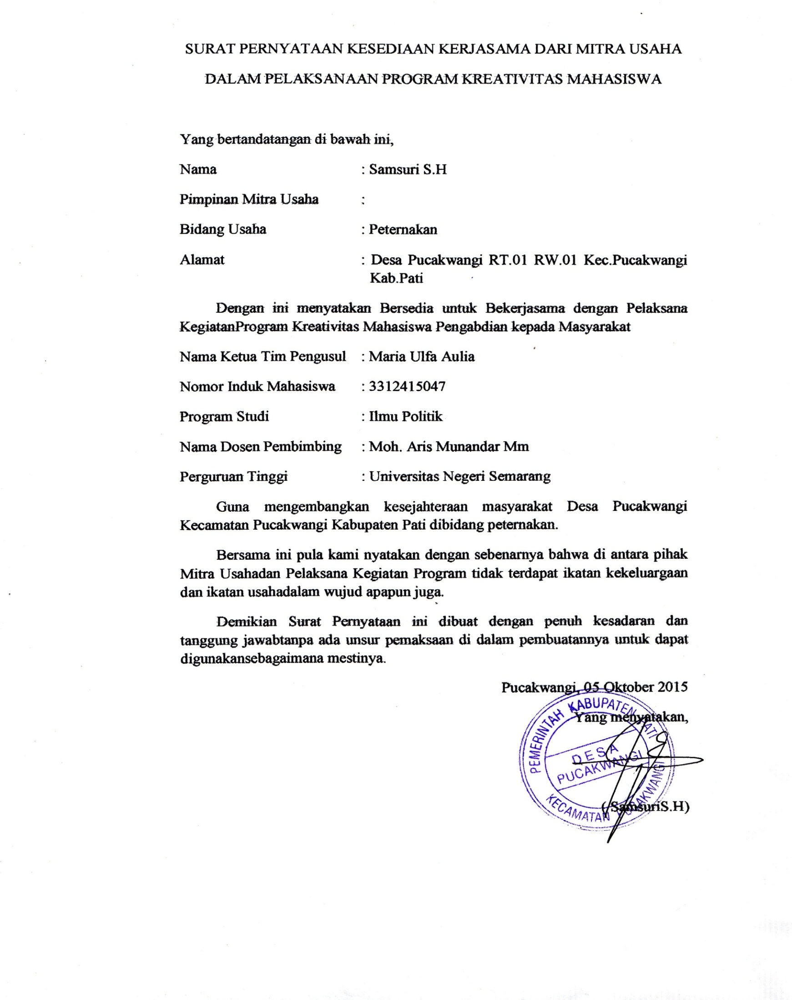 SURAT PERNYATAAN KESEDIAAN KERJASAMA DARI MITRA USAHA
DALAM PELAKSANAAN PROGRAM KREATIVITAS MAHASISWA
Yang bertandatangan di bawah ini,
Nama : Samsuri S.H
Pimpinan Mitra Usaha :
Bidang Usaha : Peternakan
Alamat : Desa Pucakwangi RT.01 RW.01 Kec.Pucakwangi
Kab.Pati
Dengan ini menyatakan Bersedia untuk Bekerjasama dengan Pelaksana
KegiatanProgram Kreativitas Mahasiswa Pengabdian kepada Masyarakat
Nama Ketua Tim Pengusul : Maria Ulfa Aulia
Nomor Induk Mahasiswa : 3312415047
Program Studi : Ilmu Politik
Nama Dosen Pembimbing : Moh. Aris Munandar Mm
Perguruan Tinggi : Universitas Negeri Semarang
Guna mengembangkan kesejahteraan masyarakat Desa Pucakwangi
Kecamatan Pucakwangi Kabupaten Pati dibidang peternakan.
Bersama ini pula kami nyatakan dengan sebenarnya bahwa di antara pihak
Mitra Usahadan Pelaksana Kegiatan Program tidak terdapat ikatan kekeluargaan
dan ikatan usahadalam wujud apapun juga.
Demikian Surat Pernyataan ini dibuat dengan penuh kesadaran dan
tanggung jawabtanpa ada unsur pemaksaan di dalam pembuatannya untuk dapat
digunakansebagaimana mestinya.
Pucakwangi, 05 Oktober 2015
Yang menyatakan,
PEMERINTAH KABUPATEN PATI
DESA
PUCAKWANGI
KECAMATAN PUCAKWANGI
( SamsuriS.H)